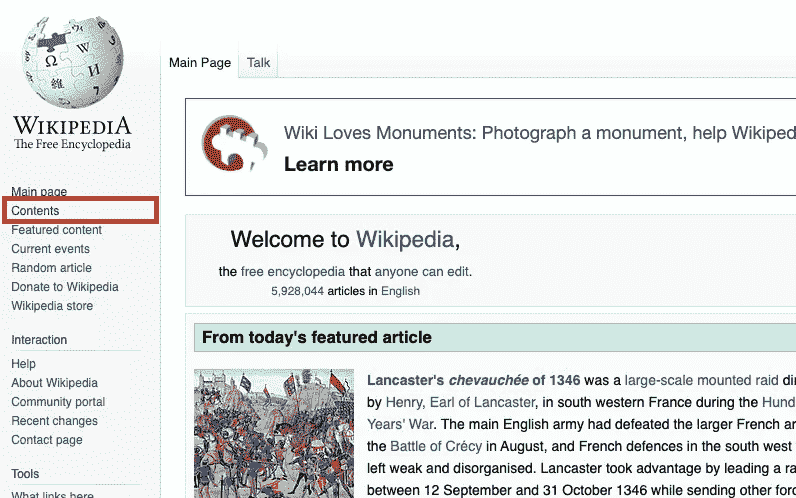 WIKIPEDIA
The Free Encyclopedia
Main page
Contents
Featured content
Current events
Random article
Donate to Wikipedia
Wikipedia store
Interaction
Help
About Wikipedia
Community portal
Recent changes
Contact page
Tools
What links here
Main Page Talk
Wiki Loves Monuments: Photograph a monument, help Wikiped
Learn more
Welcome to Wikipedia,
the free encyclopedia that anyone can edit.
5,928,044 articles in English
From today's featured article
Lancaster's chevauchée of 1346 was a large-scale mounted raid di
by Henry, Earl of Lancaster, in south western France during the Hund
Years' War. The main English army had defeated the larger French ar
the Battle of Crécy in August, and French defences in the south west
left weak and disorganised. Lancaster took advantage by leading a ra
between 12 September and 31 October 1346 while sending other forc